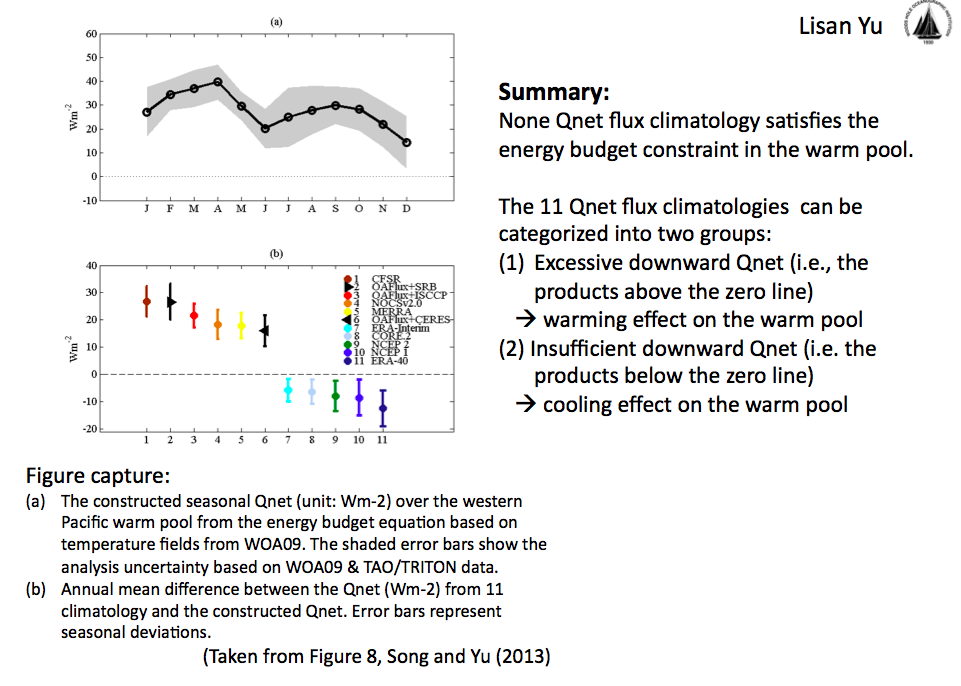 (a)
60
50
40
30
20
10
0
-10
Wm-2
J F M A M J J A S O N D
(b)
40
30
20
10
0
-10
-20
Wm-2
1 CFSR
2 OAFlux+SRB
3 OAFlux+ISCCP
4 NOCSv2.0
5 MERRA
6 OAFlux+CERES
7 ERA-Interim
8 CORE.2
9 NCEP 2
10 NCEP 1
11 ERA-40
1 2 3 4 5 6 7 8 9 10 11
Lisan Yu
WOODS HOLE OCEANOGRAPHIC INSTITUTION
1930
Summary:
None Qnet flux climatology satisfies the
energy budget constraint in the warm pool.
The 11 Qnet flux climatologies can be
categorized into two groups:
(1) Excessive downward Qnet (i.e., the
products above the zero line)
→ warming effect on the warm pool
(2) Insufficient downward Qnet (i.e. the
products below the zero line)
→ cooling effect on the warm pool
Figure capture:
(a) The constructed seasonal Qnet (unit: Wm-2) over the western
Pacific warm pool from the energy budget equation based on
temperature fields from WOA09. The shaded error bars show the
analysis uncertainty based on WOA09 & TAO/TRITON data.
(b) Annual mean difference between the Qnet (Wm-2) from 11
climatology and the constructed Qnet. Error bars represent
seasonal deviations.
(Taken from Figure 8, Song and Yu (2013)